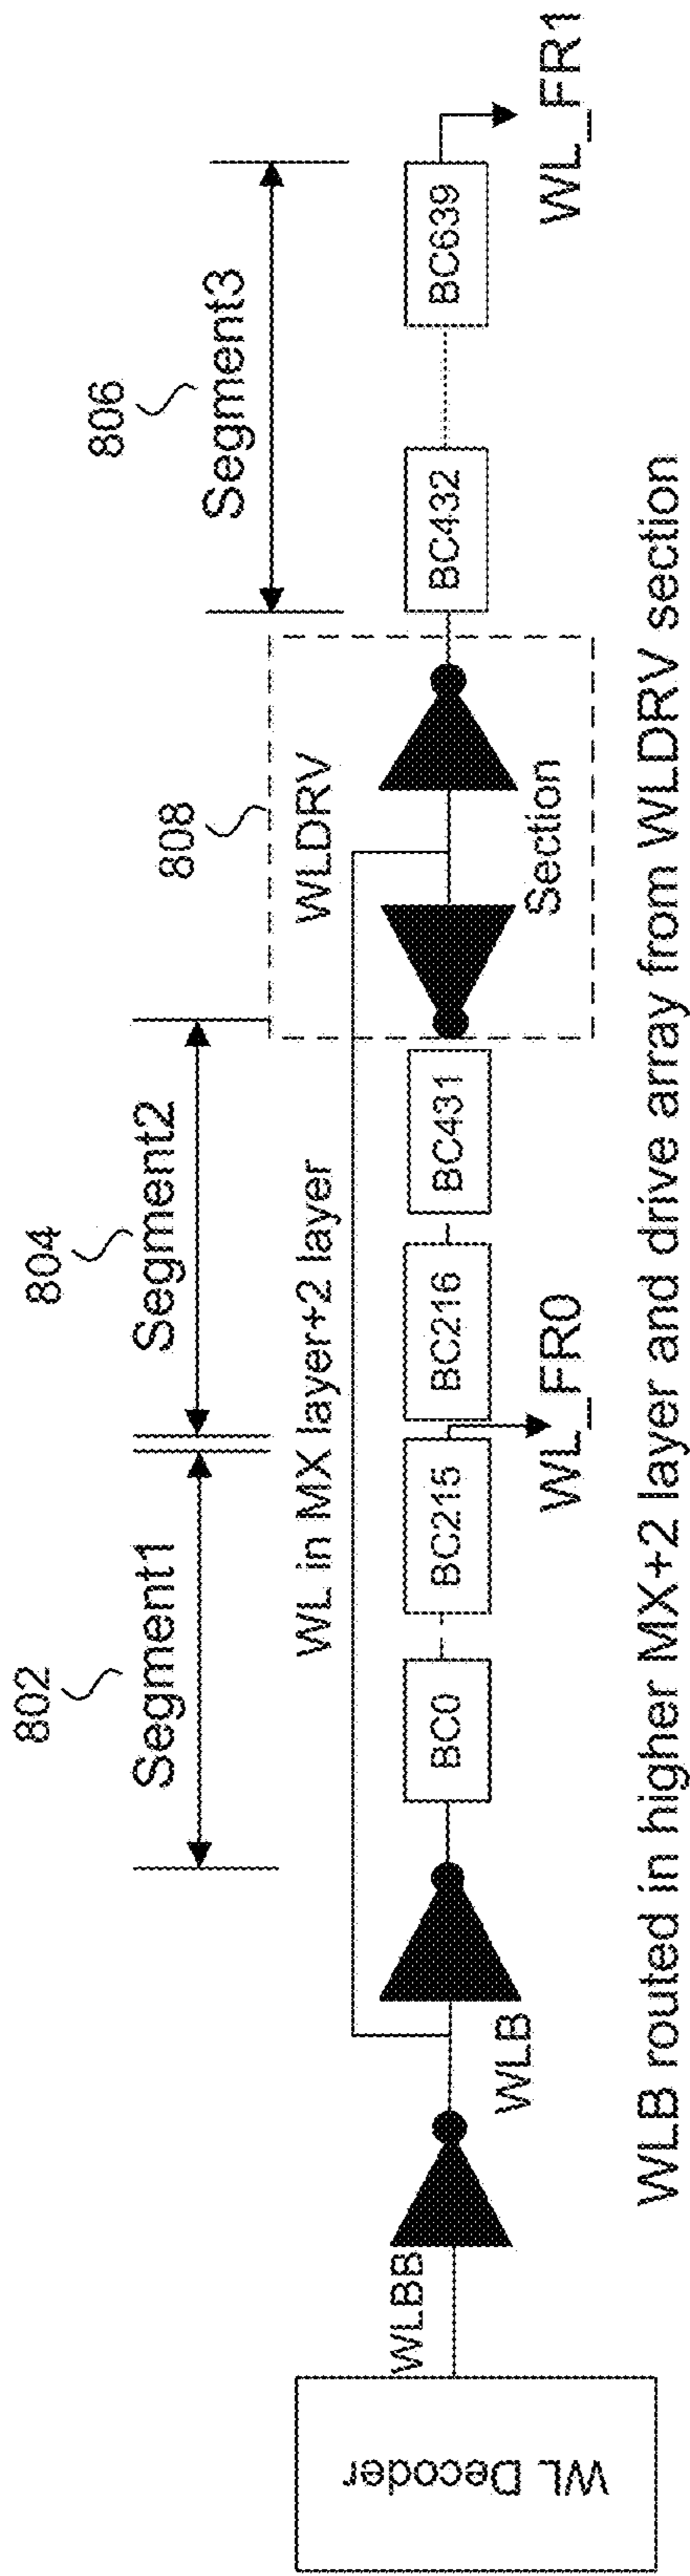 802
804
806
Segment1
Segment2
Segment3
808
WL in MX layer+2 layer
WLDRV
WL Decoder
WLBB
WLB
BC0
BC215
BC216
BC431
BC432
BC639
Section
WL_FR0
WL_FR1
WLB routed in higher MX+2 layer and drive array from WLDRV section